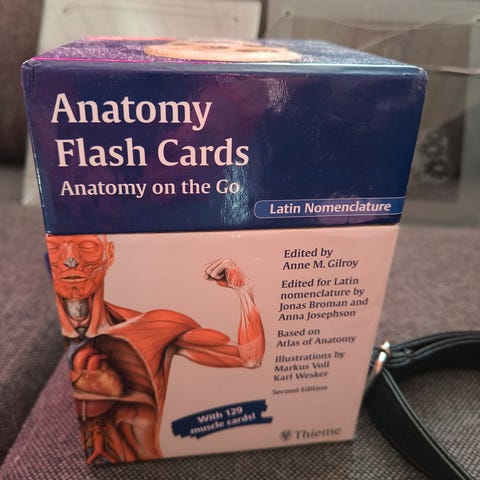 Anatomy
Flash Cards
Anatomy on the Go
Latin Nomenclature
Edited by
Anne M. Gilroy
Edited for Latin
nomenclature by
Jonas Broman and
Anna Josephson
Based on
Atlas of Anatomy
Illustrations by
Markus Voll
Karl Wesker
Second Edition
With 129
muscle cards!
Thieme